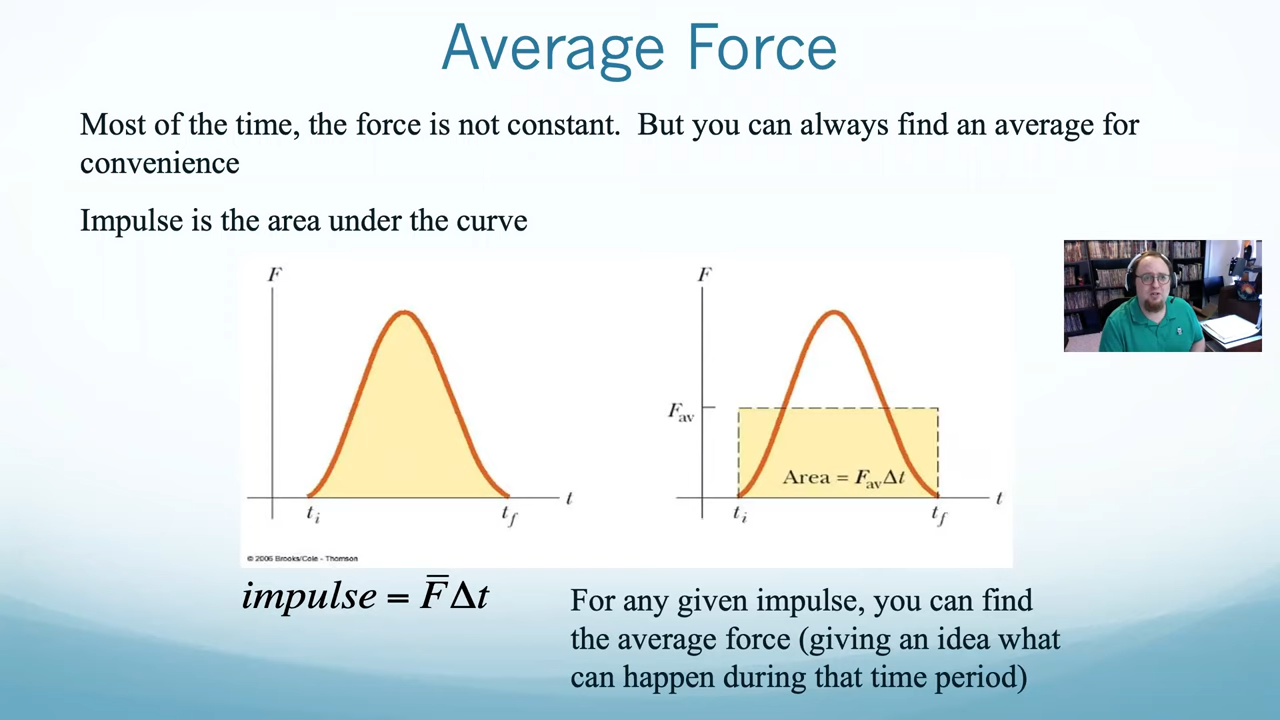 Average Force
Most of the time, the force is not constant.  But you can always find an average for
convenience
Impulse is the area under the curve
F
t
t_i
t_f
© 2006 Brooks/Cole - Thomson
F
F_av
Area = F_av Δt
t
t_i
t_f
impulse = F̅Δt
For any given impulse, you can find
the average force (giving an idea what
can happen during that time period)